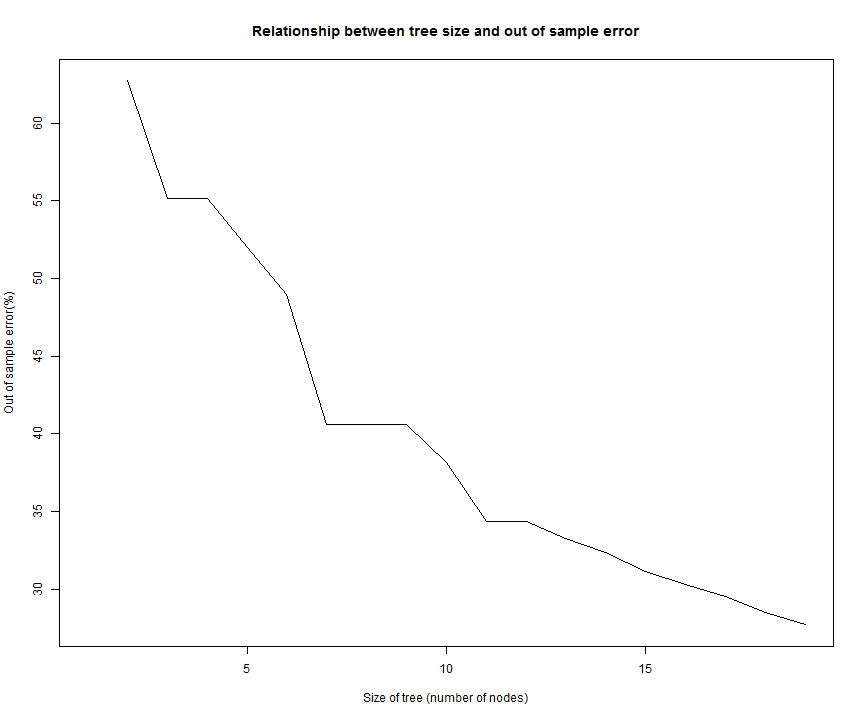 Relationship between tree size and out of sample error
60
55
50
45
40
35
30
Out of sample error(%)
5 10 15
Size of tree (number of nodes)